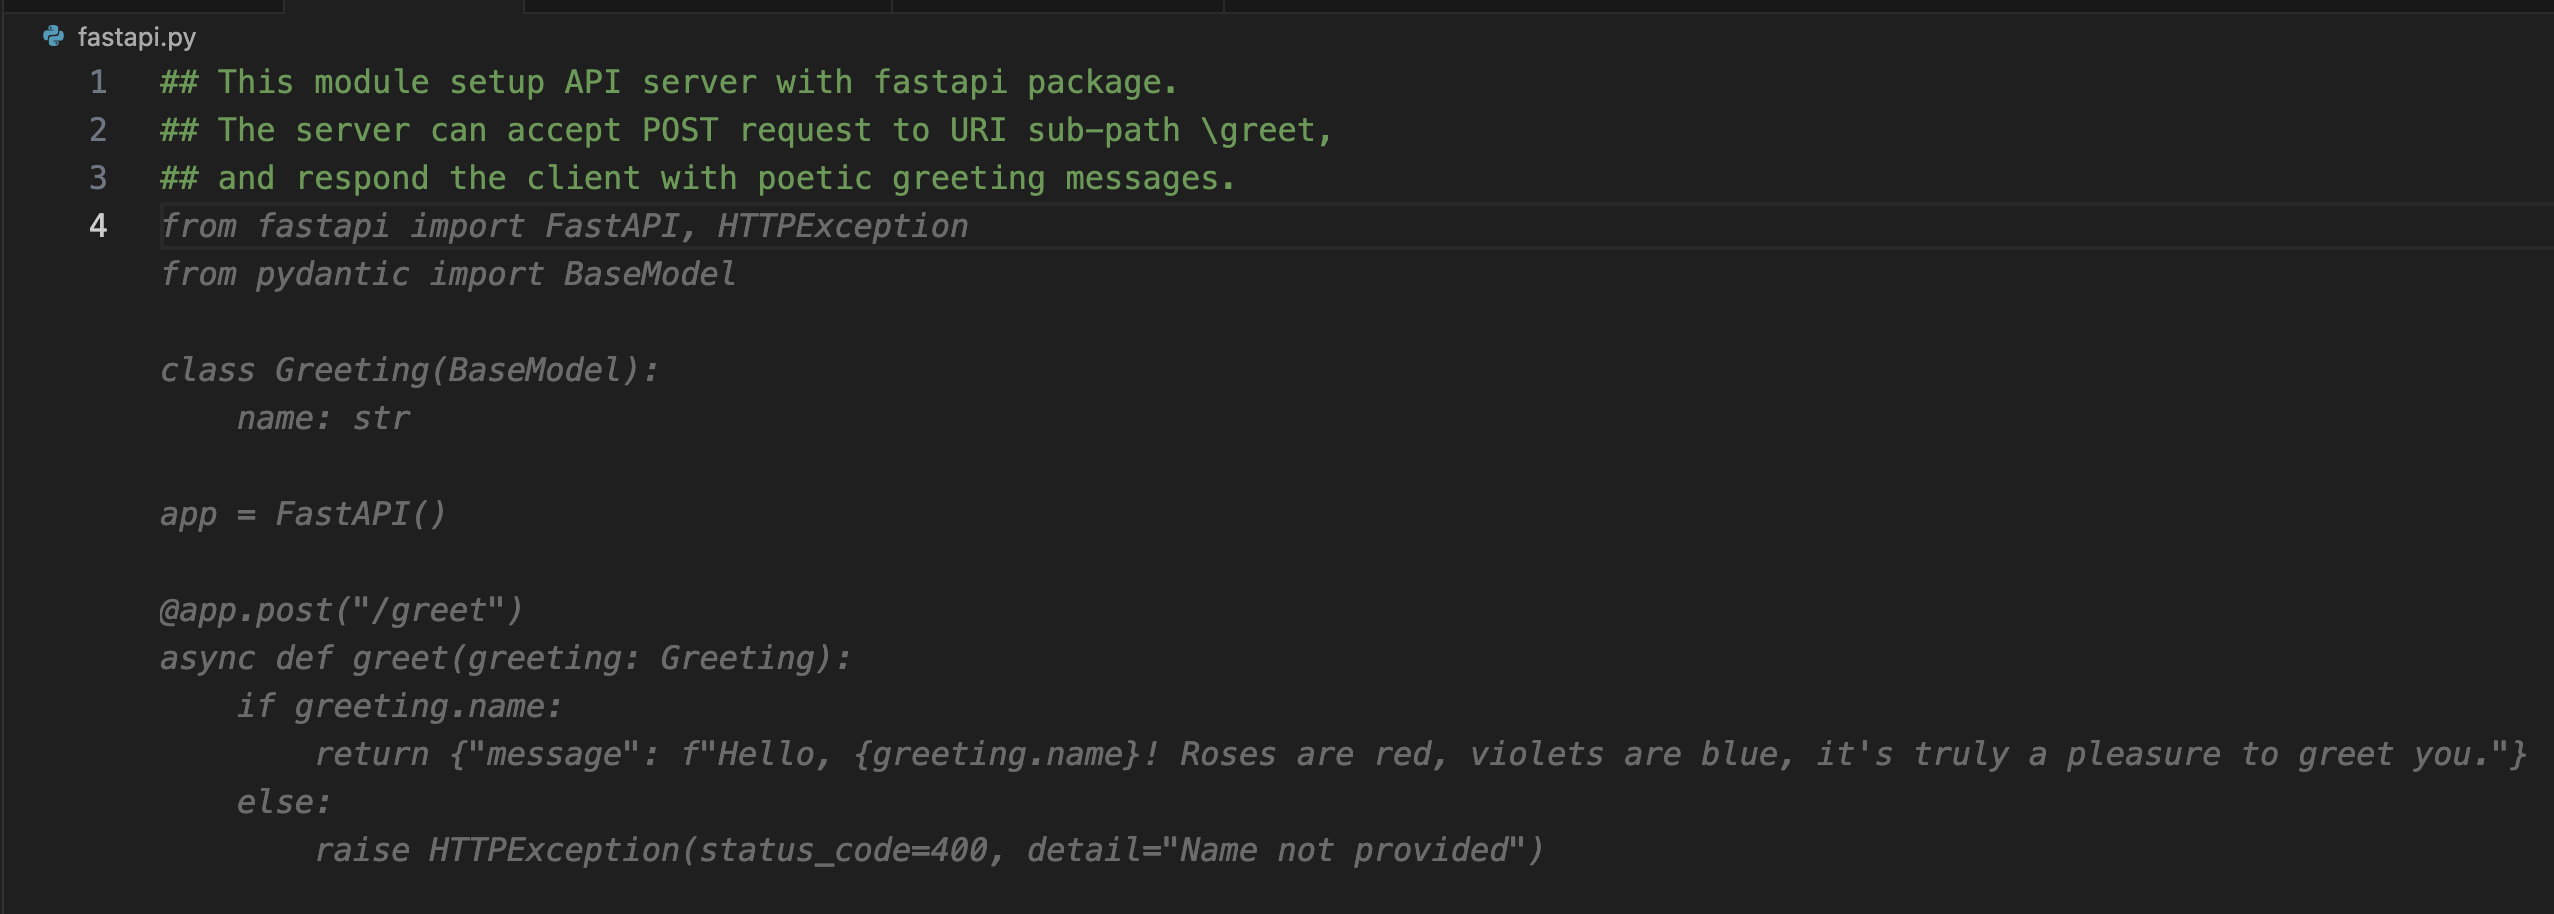 fastapi.py
1 ## This module setup API server with fastapi package.
2 ## The server can accept POST request to URI sub-path \greet,
3 ## and respond the client with poetic greeting messages.
4 from fastapi import FastAPI, HTTPException
from pydantic import BaseModel
class Greeting(BaseModel):
    name: str
app = FastAPI()
@app.post("/greet")
async def greet(greeting: Greeting):
    if greeting.name:
        return {"message": f"Hello, {greeting.name}! Roses are red, violets are blue, it's truly a pleasure to greet you."}
    else:
        raise HTTPException(status_code=400, detail="Name not provided")